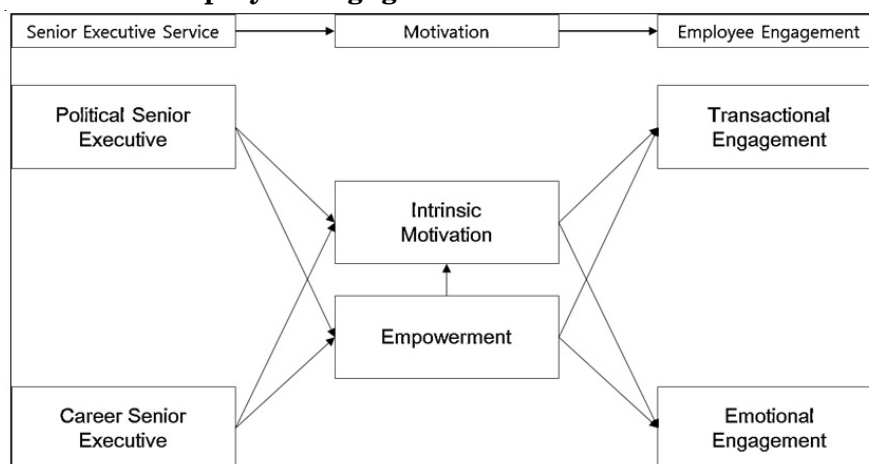 Senior Executive Service
Motivation
Employee Engagement
Political Senior
Executive
Transactional
Engagement
Intrinsic
Motivation
Empowerment
Career Senior
Executive
Emotional
Engagement